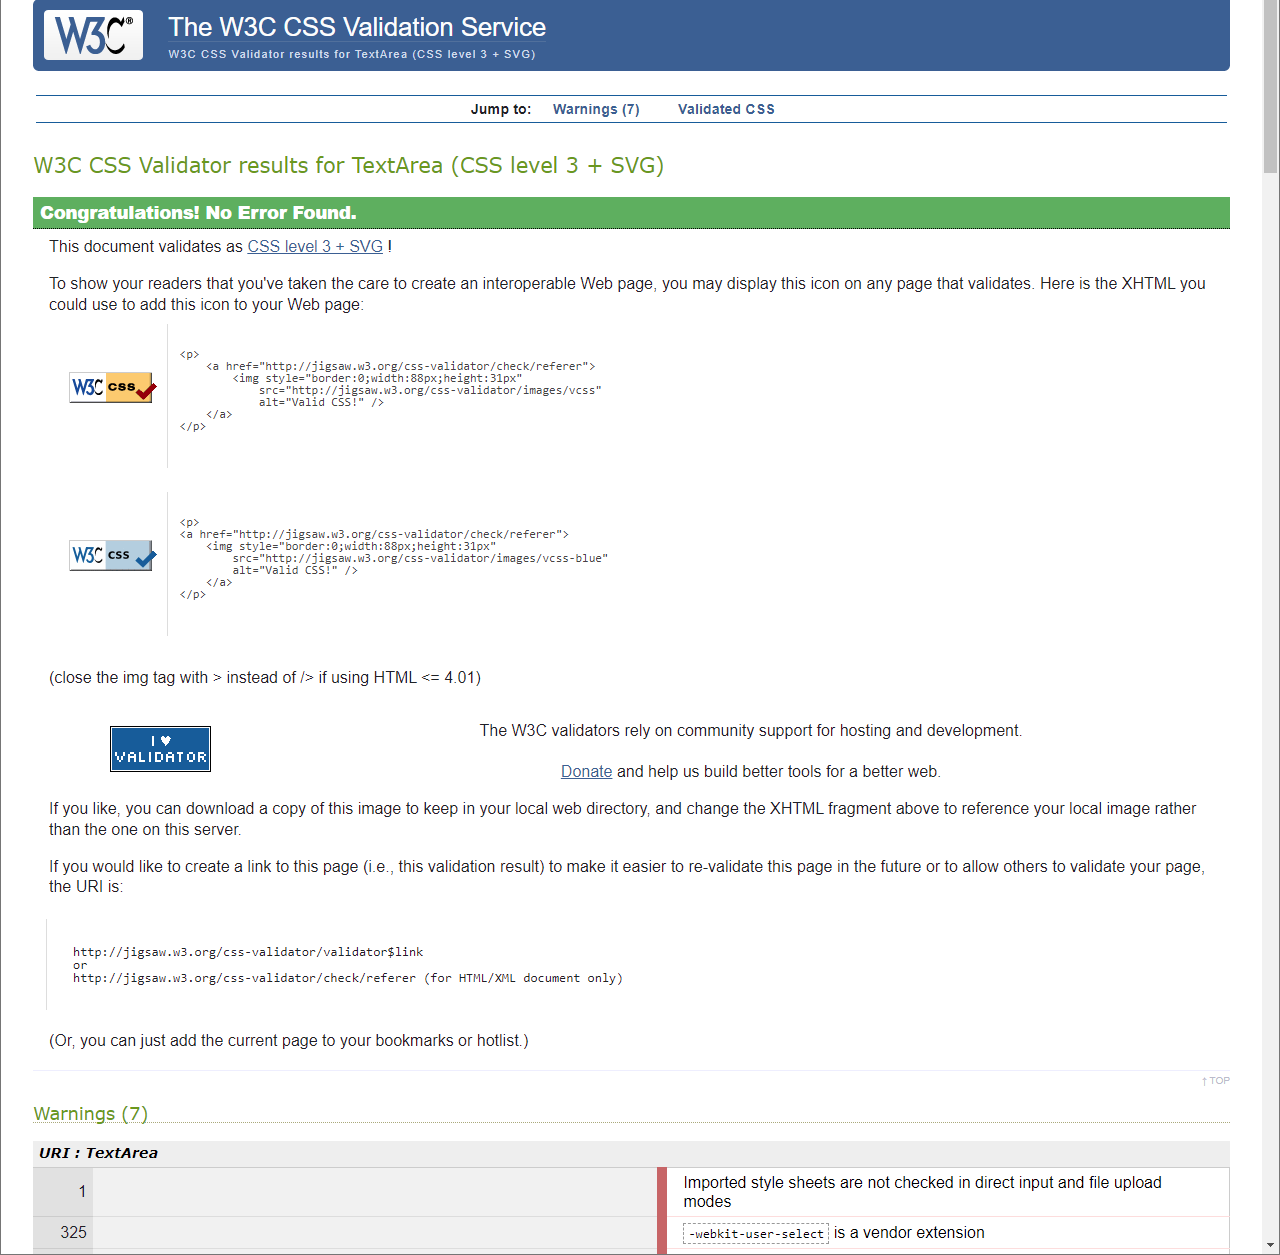 W3C®
The W3C CSS Validation Service
W3C CSS Validator results for TextArea (CSS level 3 + SVG)
Jump to: Warnings (7) Validated CSS
W3C CSS Validator results for TextArea (CSS level 3 + SVG)
Congratulations! No Error Found.
This document validates as CSS level 3 + SVG !
To show your readers that you've taken the care to create an interoperable Web page, you may display this icon on any page that validates. Here is the XHTML you
could use to add this icon to your Web page:
W3C css
<p>
<a href="http://jigsaw.w3.org/css-validator/check/referer">
<img style="border:0;width:88px;height:31px"
src="http://jigsaw.w3.org/css-validator/images/vcss"
alt="Valid CSS!" />
</a>
</p>
W3C css
<p>
<a href="http://jigsaw.w3.org/css-validator/check/referer">
<img style="border:0;width:88px;height:31px"
src="http://jigsaw.w3.org/css-validator/images/vcss-blue"
alt="Valid CSS!" />
</a>
</p>
(close the img tag with > instead of /> if using HTML <= 4.01)
I ♥
VALIDATOR
The W3C validators rely on community support for hosting and development.
Donate and help us build better tools for a better web.
If you like, you can download a copy of this image to keep in your local web directory, and change the XHTML fragment above to reference your local image rather
than the one on this server.
If you would like to create a link to this page (i.e., this validation result) to make it easier to re-validate this page in the future or to allow others to validate your page,
the URI is:
http://jigsaw.w3.org/css-validator/validator$link
or
http://jigsaw.w3.org/css-validator/check/referer (for HTML/XML document only)
(Or, you can just add the current page to your bookmarks or hotlist.)
↑ TOP
Warnings (7)
URI : TextArea
1 Imported style sheets are not checked in direct input and file upload
modes
325 -webkit-user-select is a vendor extension